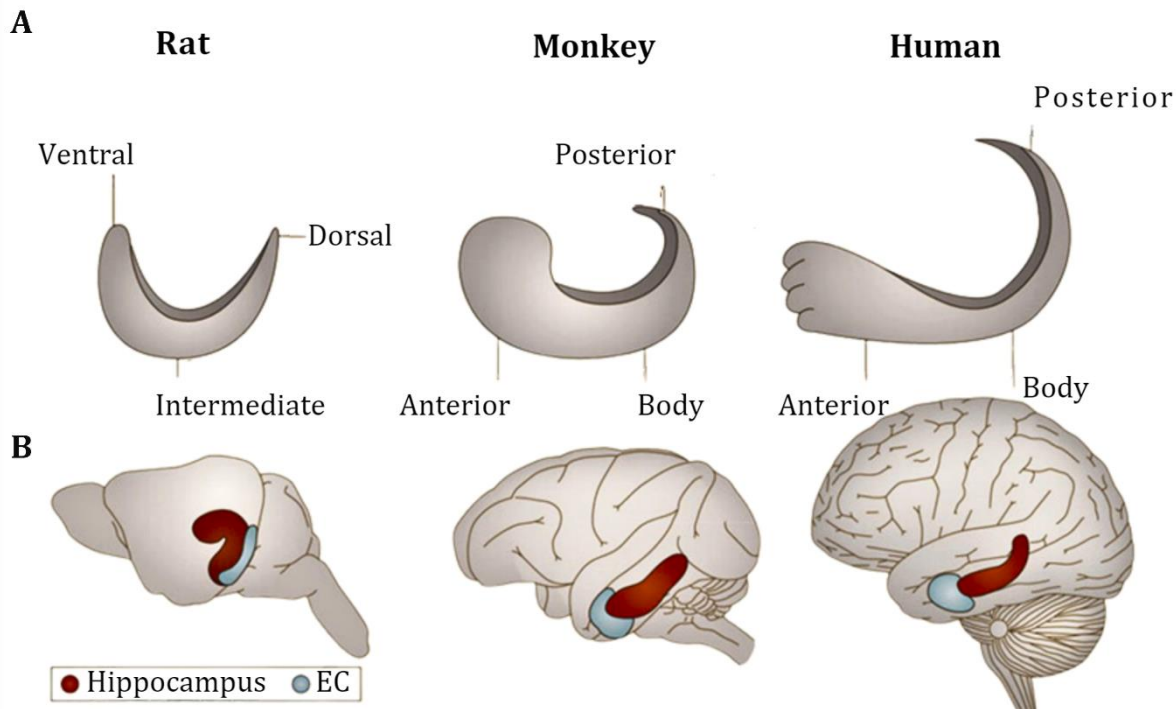 A
Rat
Monkey
Human
Posterior
Ventral
Posterior
Dorsal
Intermediate
Anterior
Body
Anterior
Body
B
Hippocampus
EC